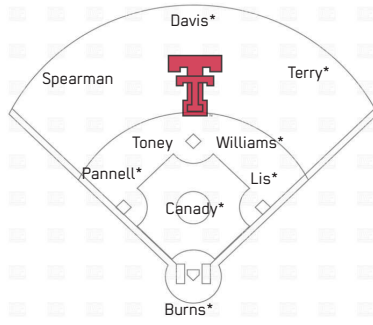 Davis*
Spearman
Terry*
Toney
Williams*
Pannell*
Lis*
Canady*
Burns*